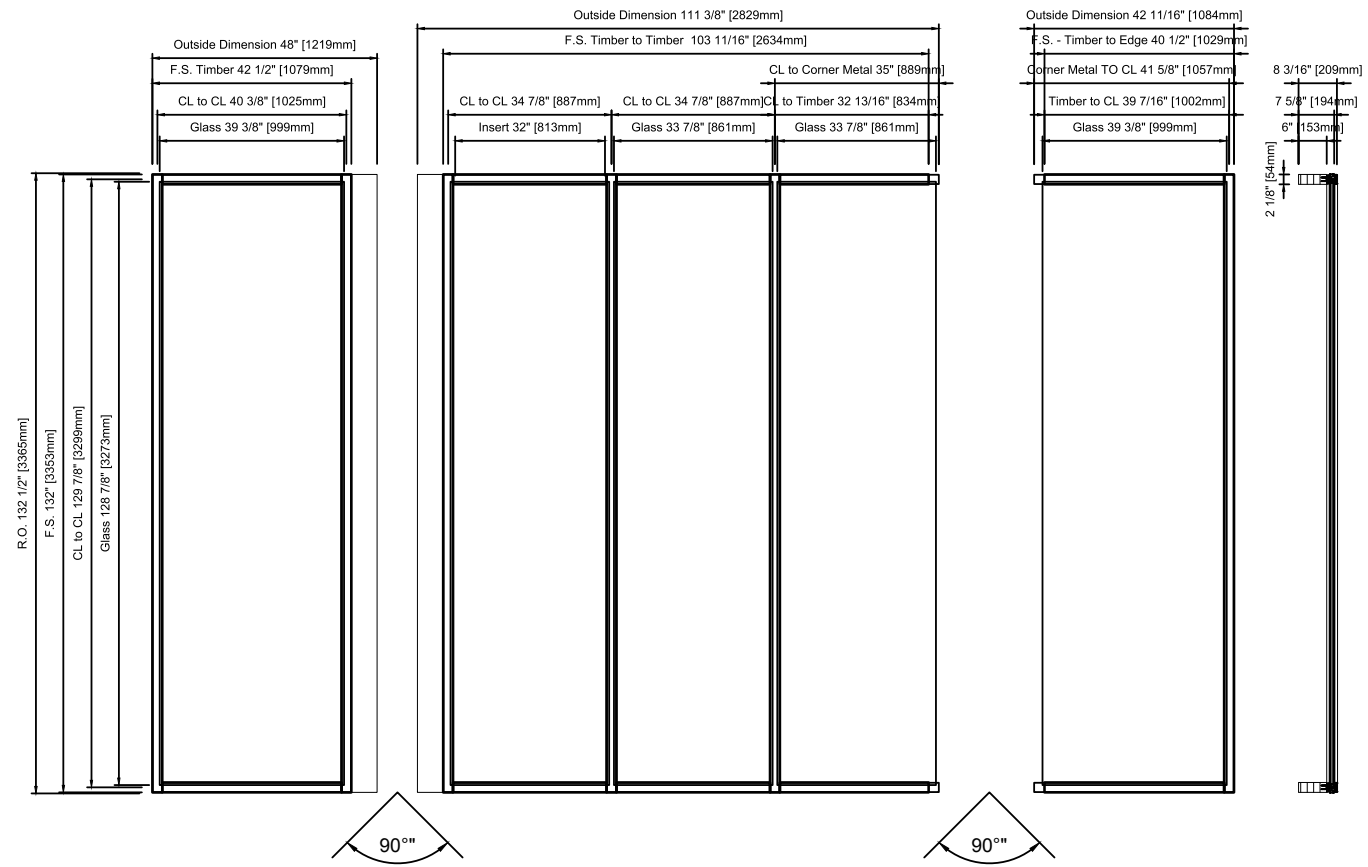 Outside Dimension 111 3/8" [2829mm]
Outside Dimension 42 11/16" [1084mm]
Outside Dimension 48" [1219mm]
F.S. Timber to Timber 103 11/16" [2634mm]
F.S. - Timber to Edge 40 1/2" [1029mm]
F.S. Timber 42 1/2" [1079mm]
CL to Corner Metal 35" [889mm]
Corner Metal TO CL 41 5/8" [1057mm]
8 3/16" [209mm]
CL to CL 40 3/8" [1025mm]
CL to CL 34 7/8" [887mm]
CL to CL 34 7/8" [887mm]
CL to Timber 32 13/16" [834mm]
Timber to CL 39 7/16" [1002mm]
7 5/8" [194mm]
Glass 39 3/8" [999mm]
Insert 32" [813mm]
Glass 33 7/8" [861mm]
Glass 33 7/8" [861mm]
Glass 39 3/8" [999mm]
6" [153mm]
2 1/8" [54mm]
R.O. 132 1/2" [3365mm]
F.S. 132" [3353mm]
CL to CL 129 7/8" [3299mm]
Glass 128 7/8" [3273mm]
90°"
90°"